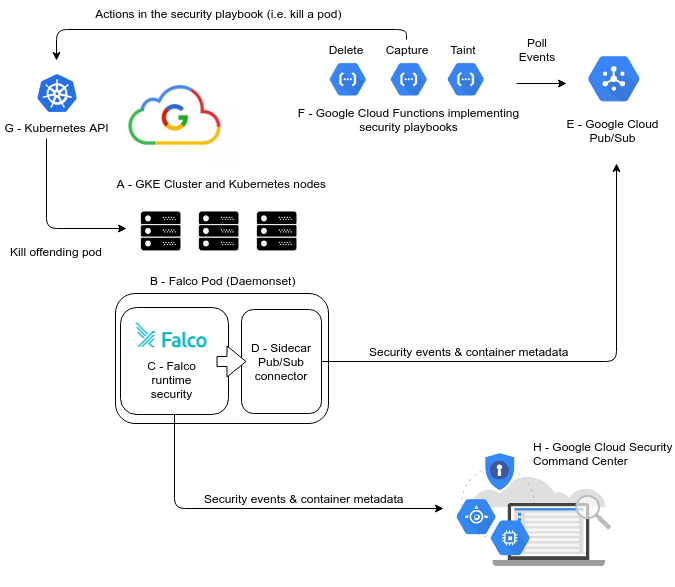 Actions in the security playbook (i.e. kill a pod)
Delete
Capture
Taint
Poll
Events
G - Kubernetes API
F - Google Cloud Functions implementing
security playbooks
E - Google Cloud
Pub/Sub
A - GKE Cluster and Kubernetes nodes
Kill offending pod
B - Falco Pod (Daemonset)
Falco
C - Falco
runtime
security
D - Sidecar
Pub/Sub
connector
Security events & container metadata
H - Google Cloud Security
Command Center
Security events & container metadata